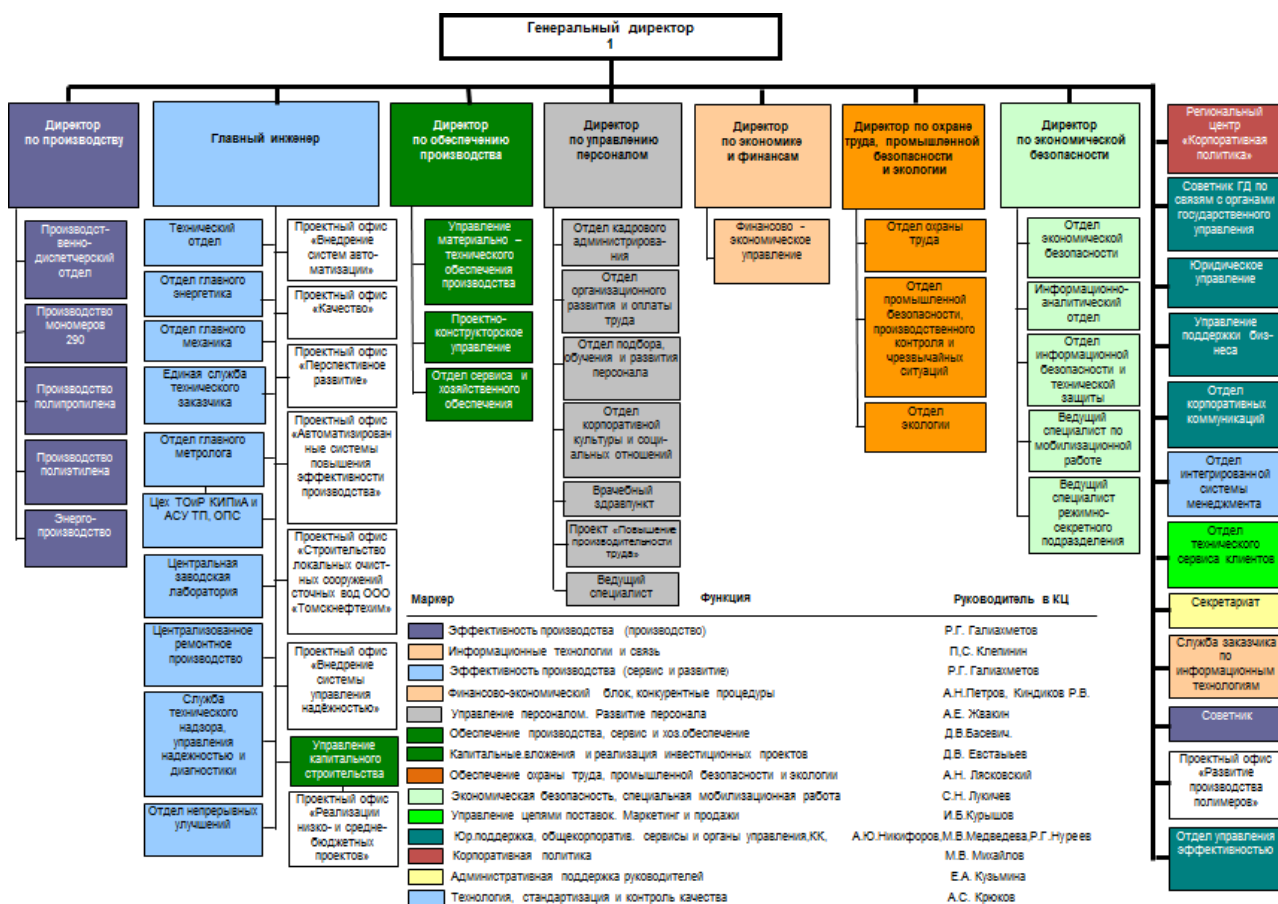 Генеральный директор
1
Директор
по производству
Главный инженер
Директор
по обеспечению
производства
Директор
по управлению
персоналом
Директор
по экономике
и финансам
Директор по охране
труда, промышленной
безопасности
и экологии
Директор
по экономической
безопасности
Производст-
венно-
диспетчерский
отдел
Производство
мономеров
290
Производство
полипропилена
Производство
полиэтилена
Энерго-
производство
Технический
отдел
Отдел главного
энергетика
Отдел главного
механика
Единая служба
технического
заказчика
Отдел главного
метролога
Цех ТОиР КИПиА и
АСУ ТП, ОПС
Центральная
заводская
лаборатория
Централизованное
ремонтное
производство
Служба
технического
надзора,
управления
надежностью и
диагностики
Отдел непрерывных
улучшений
Проектный офис
«Внедрение
систем авто-
матизации»
Проектный офис
«Качество»
Проектный офис
«Перспективное
развитие»
Проектный офис
«Автоматизирован
ные системы
повышения
эффективности
производства»
Проектный офис
«Строительство
локальных очист-
ных сооружений
сточных вод ООО
«Томскнефтехим»
Проектный офис
«Внедрение
системы
управления
надёжностью»
Управление
капитального
строительства
Проектный офис
«Реализации
низко- и средне-
бюджетных
проектов»
Управление
материально –
технического
обеспечения
производства
Проектно-
конструкторское
управление
Отдел сервиса и
хозяйственного
обеспечения
Отдел кадрового
администрирова-
ния
Отдел
организационного
развития и оплаты
труда
Отдел подбора,
обучения и развития
персонала
Отдел
корпоративной
культуры и соци-
альных отношений
Врачебный
здравпункт
Проект «Повышение
производительности
труда»
Ведущий
специалист
Финансово -
экономическое
управление
Отдел охраны
труда
Отдел
промышленной
безопасности,
производственного
контроля и
чрезвычайных
ситуаций
Отдел
экологии
Отдел
экономической
безопасности
Информационно-
аналитический
отдел
Отдел
информационной
безопасности и
технической
защиты
Ведущий
специалист по
мобилизационной
работе
Ведущий
специалист
режимно-
секретного
подразделения
Региональный
центр
«Корпоративная
политика»
Советник ГД по
связям с органами
государственного
управления
Юридическое
управление
Управление
поддержки биз-
неса
Отдел
корпоративных
коммуникаций
Отдел
интегрированной
системы
менеджмента
Отдел
технического
сервиса клиентов
Секретариат
Служба заказчика
по
информационным
технологиям
Советник
Проектный офис
«Развитие
производства
полимеров»
Отдел управления
эффективностью
Маркер Функция Руководитель в КЦ
Эффективность производства (производство) Р.Г. Галиахметов
Информационные технологии и связь П,С. Клепинин
Эффективность производства (сервис и развитие) Р.Г. Галиахметов
Финансово-экономический блок, конкурентные процедуры А.Н.Петров, Киндиков Р.В.
Управление персоналом. Развитие персонала А.Е. Жвакин
Обеспечение производства, сервис и хоз.обеспечение Д.В.Басевич.
Капитальные.вложения и реализация инвестиционных проектов Д.В. Евстаьев
Обеспечение охраны труда, промышленной безопасности и экологии А.Н. Лясковский
Экономическая безопасность, специальная мобилизационная работа С.Н. Лукичев
Управление цепями поставок. Маркетинг и продажи И.Б.Курышов
Юр.поддержка, общекорпоратив. сервисы и органы управления,КК, А.Ю.Никифоров,М.В.Медведева,Р.Г.Нуреев
Корпоративная политика М.В. Михайлов
Административная поддержка руководителей Е.А. Кузьмина
Технология, стандартизация и контроль качества А.С. Крюков